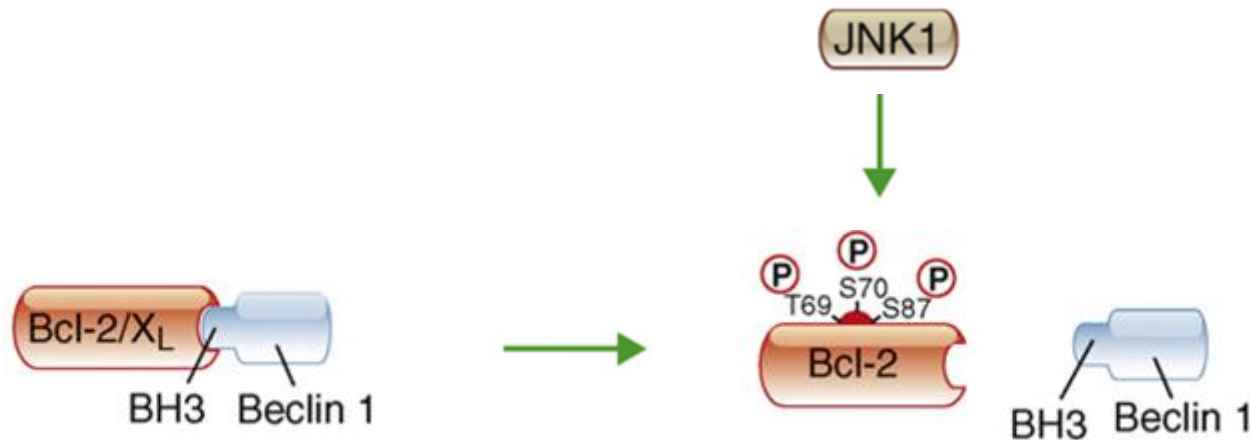 JNK1
P
P
P
T69
S70
S87
Bcl-2/XL
Bcl-2
BH3
Beclin 1
BH3
Beclin 1